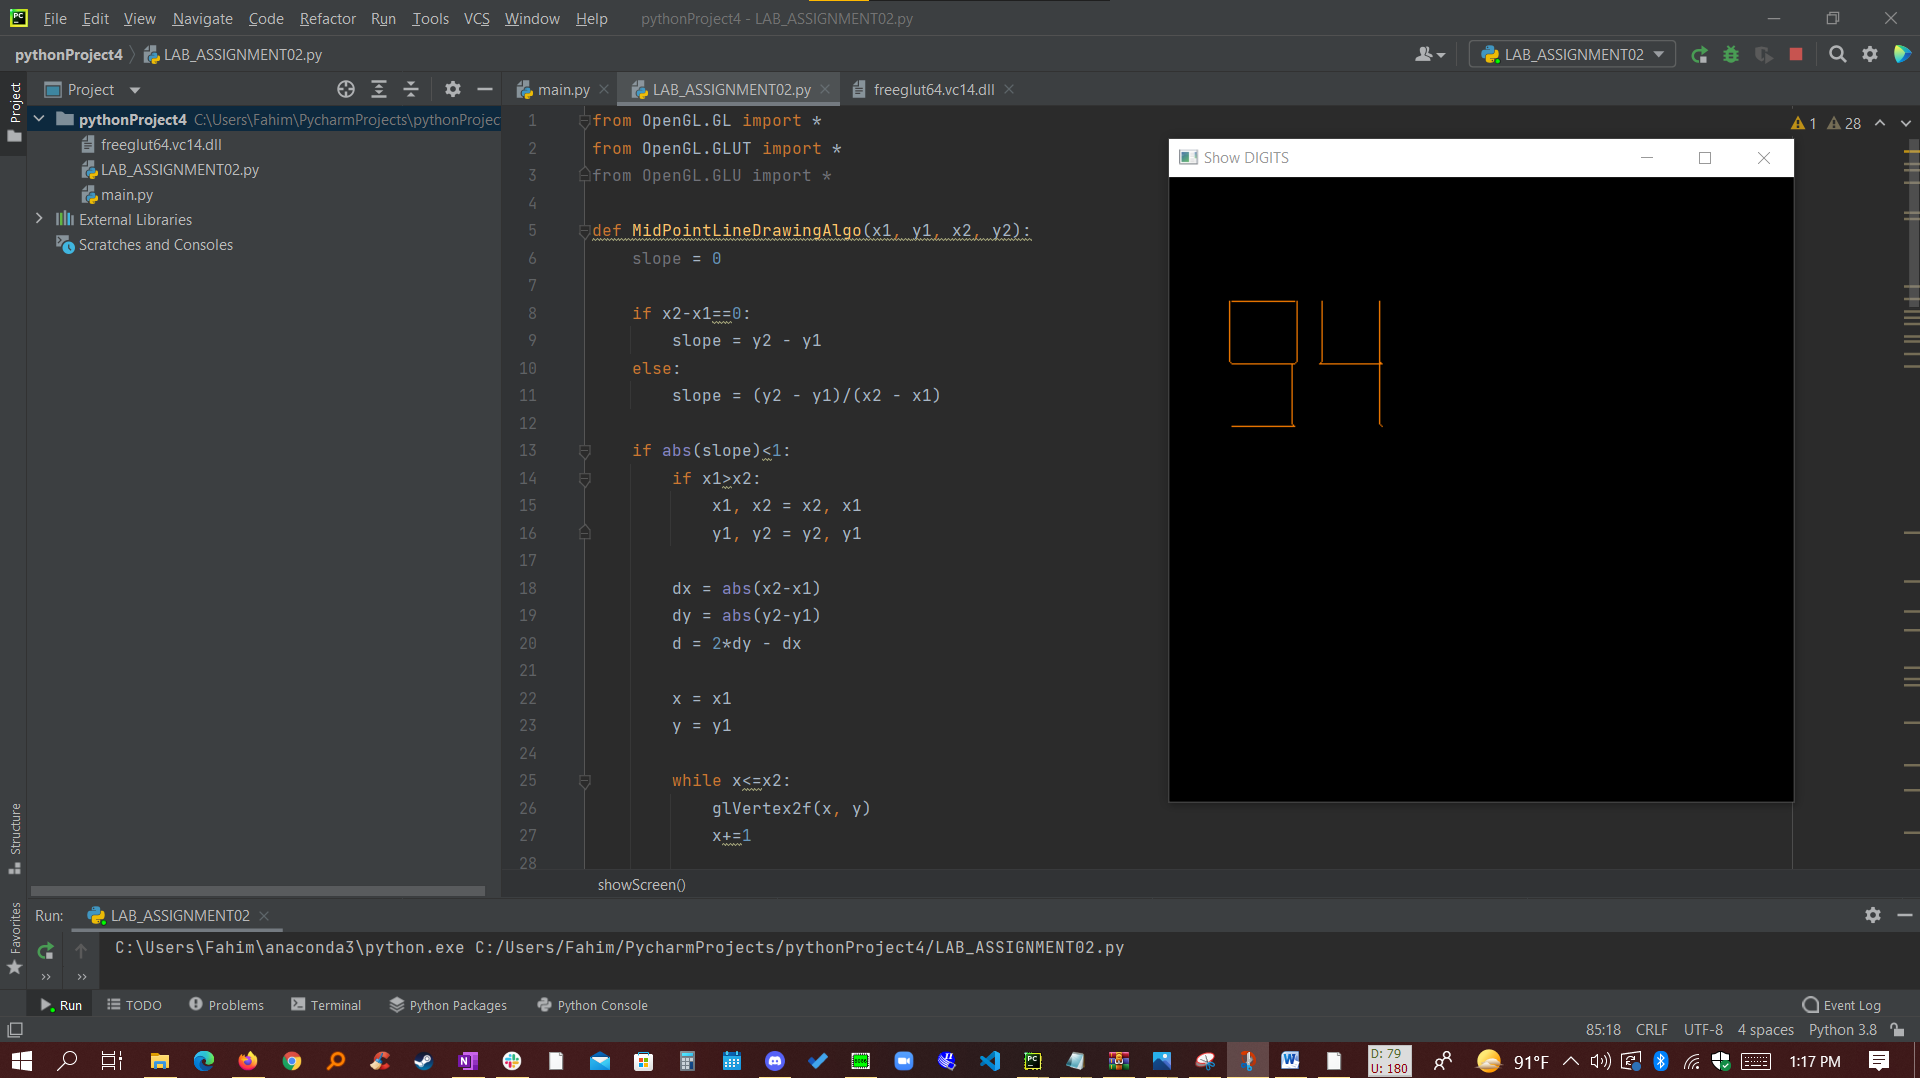 File Edit View Navigate Code Refactor Run Tools VCS Window Help pythonProject4 - LAB_ASSIGNMENT02.py
pythonProject4 LAB_ASSIGNMENT02.py LAB_ASSIGNMENT02
Project
Project
main.py LAB_ASSIGNMENT02.py freeglut64.vc14.dll
pythonProject4 C:\Users\Fahim\PycharmProjects\pythonProjec
freeglut64.vc14.dll
LAB_ASSIGNMENT02.py
main.py
External Libraries
Scratches and Consoles
1 28
1 from OpenGL.GL import *
2 from OpenGL.GLUT import *
3 from OpenGL.GLU import *
4
5 def MidPointLineDrawingAlgo(x1, y1, x2, y2):
6 slope = 0
7
8 if x2-x1==0:
9 slope = y2 - y1
10 else:
11 slope = (y2 - y1)/(x2 - x1)
12
13 if abs(slope)<1:
14 if x1>x2:
15 x1, x2 = x2, x1
16 y1, y2 = y2, y1
17
18 dx = abs(x2-x1)
19 dy = abs(y2-y1)
20 d = 2*dy - dx
21
22 x = x1
23 y = y1
24
25 while x<=x2:
26 glVertex2f(x, y)
27 x+=1
28
showScreen()
Show DIGITS
94
Structure
Favorites
Run: LAB_ASSIGNMENT02
C:\Users\Fahim\anaconda3\python.exe C:/Users/Fahim/PycharmProjects/pythonProject4/LAB_ASSIGNMENT02.py
Run TODO Problems Terminal Python Packages Python Console Event Log
85:18 CRLF UTF-8 4 spaces Python 3.8
D: 79
U: 180
91°F 1:17 PM